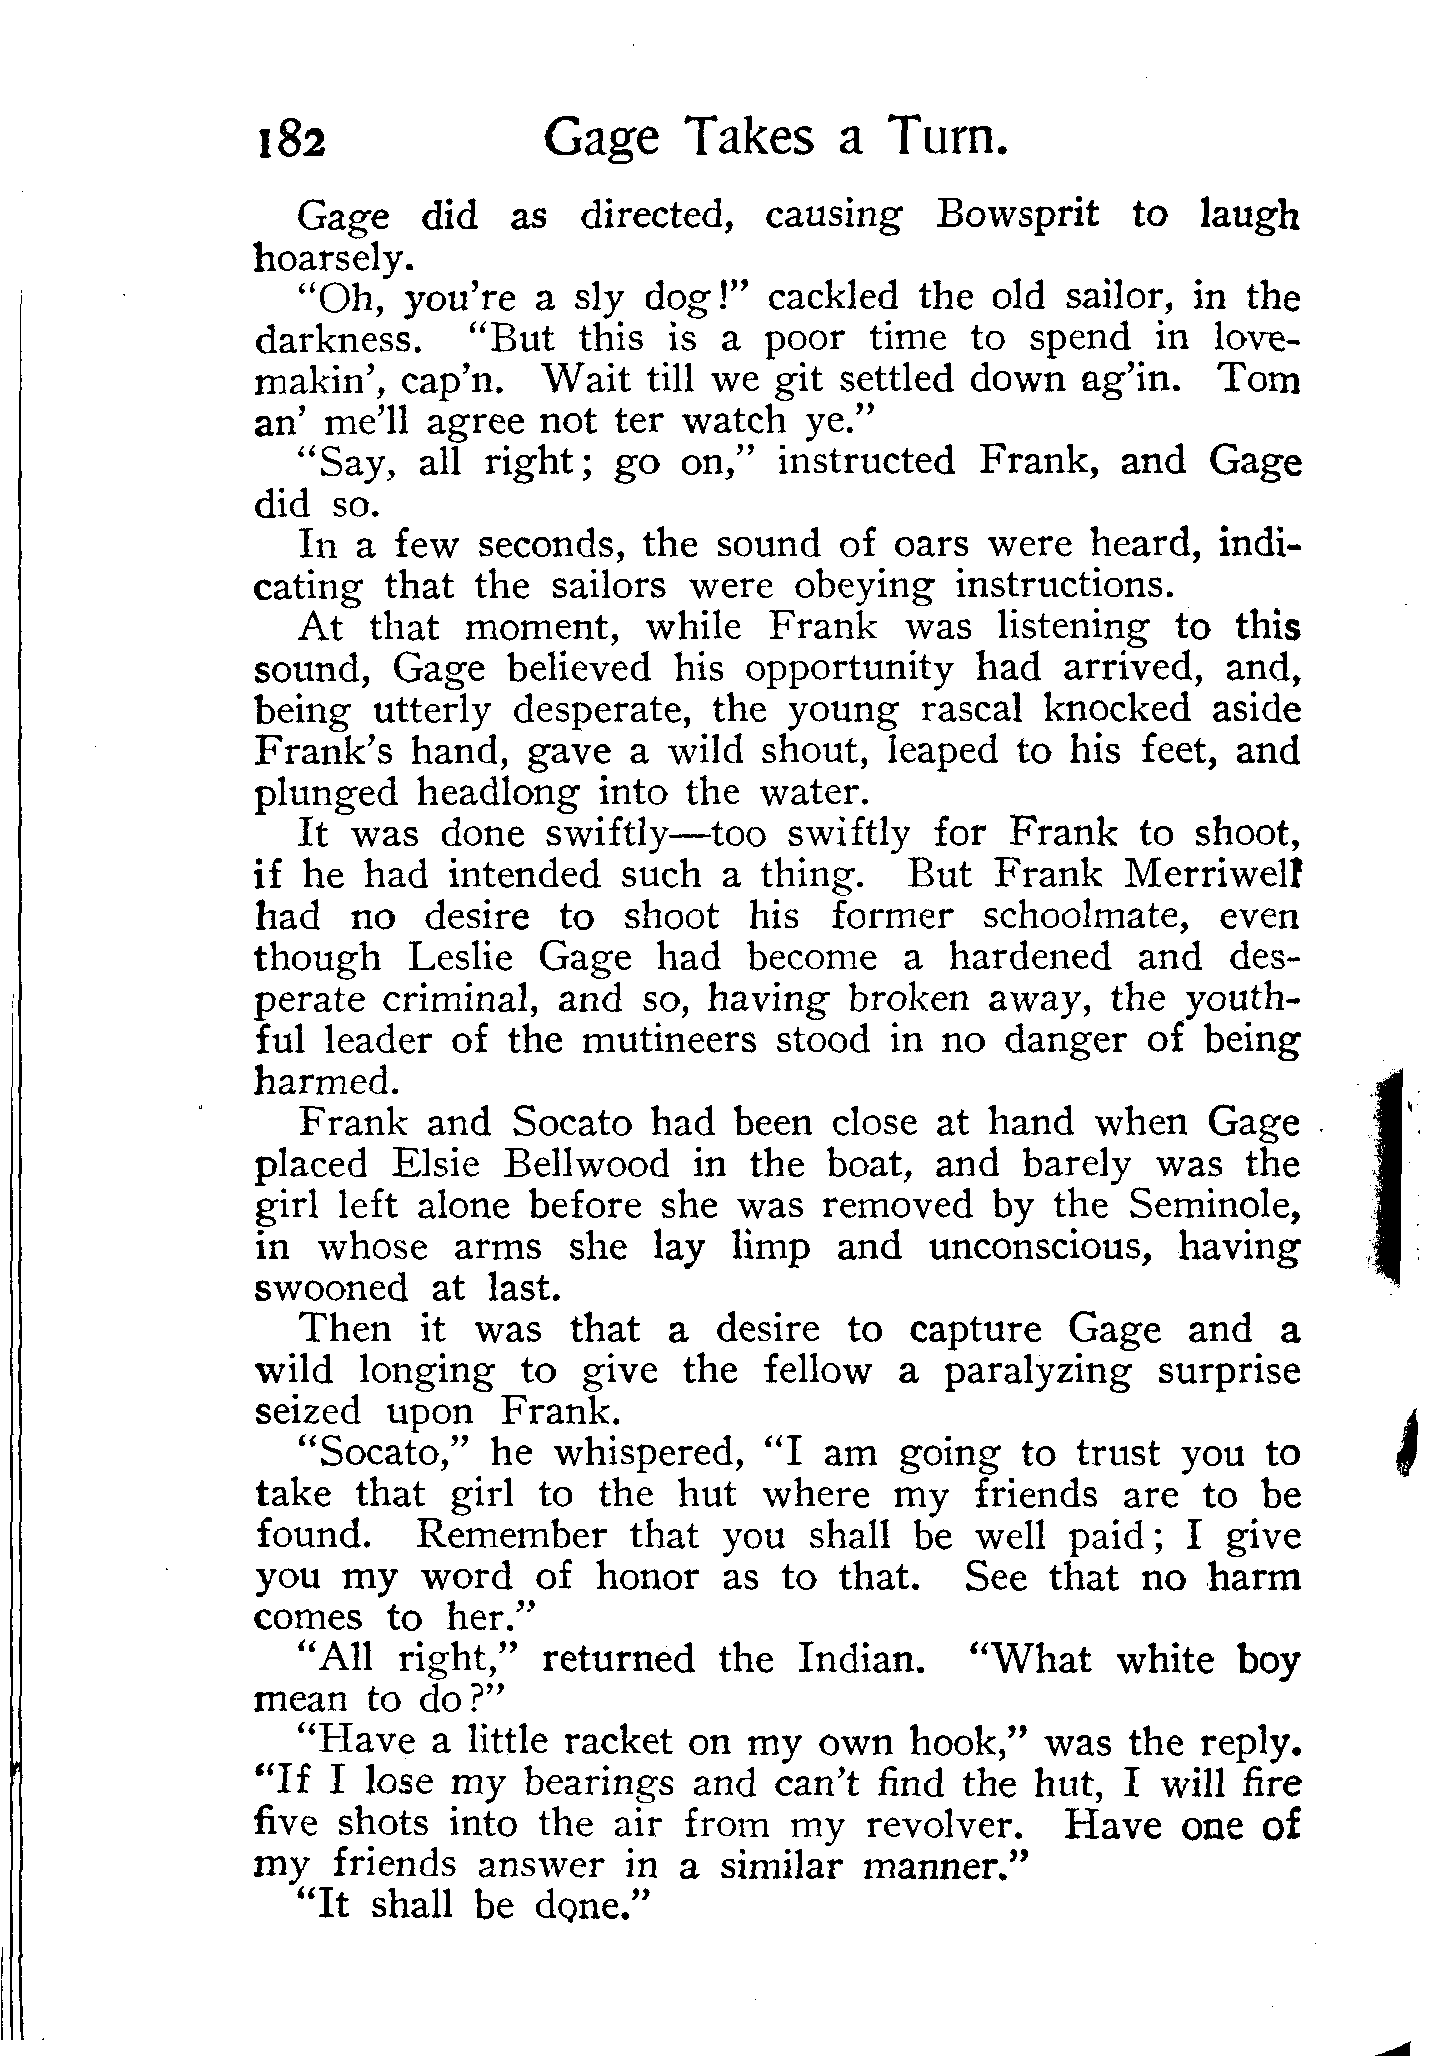 182 Gage Takes a Turn.
Gage did as directed, causing Bowsprit to laugh
hoarsely.
“Oh, you're a sly dog!” cackled the old sailor, in the
darkness. “But this is a poor time to spend in love-
makin', cap'n. Wait till we git settled down ag'in. Tom
an' me'll agree not ter watch ye.”
“Say, all right; go on,” instructed Frank, and Gage
did so.
In a few seconds, the sound of oars were heard, indi-
cating that the sailors were obeying instructions.
At that moment, while Frank was listening to this
sound, Gage believed his opportunity had arrived, and,
being utterly desperate, the young rascal knocked aside
Frank's hand, gave a wild shout, leaped to his feet, and
plunged headlong into the water.
It was done swiftly—too swiftly for Frank to shoot,
if he had intended such a thing. But Frank Merriwell
had no desire to shoot his former schoolmate, even
though Leslie Gage had become a hardened and des-
perate criminal, and so, having broken away, the youth-
ful leader of the mutineers stood in no danger of being
harmed.
Frank and Socato had been close at hand when Gage
placed Elsie Bellwood in the boat, and barely was the
girl left alone before she was removed by the Seminole,
in whose arms she lay limp and unconscious, having
swooned at last.
Then it was that a desire to capture Gage and a
wild longing to give the fellow a paralyzing surprise
seized upon Frank.
“Socato,” he whispered, “I am going to trust you to
take that girl to the hut where my friends are to be
found. Remember that you shall be well paid; I give
you my word of honor as to that. See that no harm
comes to her.”
“All right,” returned the Indian. “What white boy
mean to do?”
“Have a little racket on my own hook,” was the reply.
“If I lose my bearings and can't find the hut, I will fire
five shots into the air from my revolver. Have one of
my friends answer in a similar manner.”
“It shall be done.”